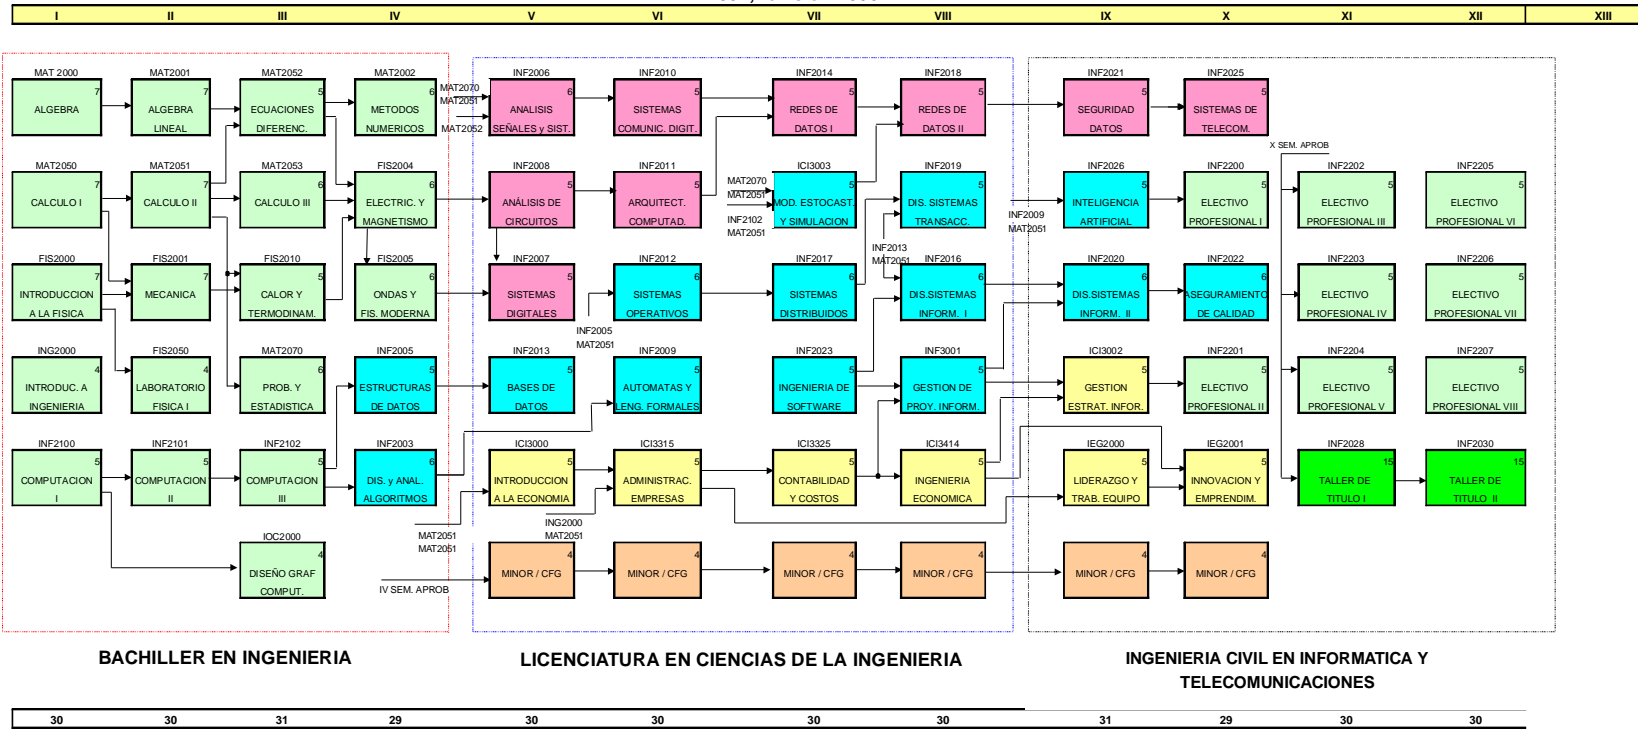 I II III IV V VI VII VIII IX X XI XII XIII
MAT 2000 MAT2001 MAT2052 MAT2002 INF2006 INF2010 INF2014 INF2018 INF2021 INF2025
7 7 5 6 6 5 5 5 5 5
MAT2070
MAT2051
ALGEBRA ALGEBRA ECUACIONES METODOS ANALISIS SISTEMAS REDES DE REDES DE SEGURIDAD SISTEMAS DE
LINEAL DIFERENC. NUMERICOS MAT2052 SEÑALES y SIST. COMUNIC. DIGIT. DATOS I DATOS II DATOS TELECOM.
X SEM. APROB
MAT2050 MAT2051 MAT2053 FIS2004 INF2008 INF2011 ICI3003 INF2019 INF2026 INF2200 INF2202 INF2205
7 7 6 6 5 5 5 5 5 5 5 5
MAT2070
MAT2051
CALCULO I CALCULO II CALCULO III ELECTRIC. Y ANÁLISIS DE ARQUITECT. MOD. ESTOCAST. DIS. SISTEMAS INTELIGENCIA ELECTIVO ELECTIVO ELECTIVO
MAGNETISMO CIRCUITOS COMPUTAD. INF2102 Y SIMULACION TRANSACC. INF2009 ARTIFICIAL PROFESIONAL I PROFESIONAL III PROFESIONAL VI
MAT2051 MAT2051
INF2013
MAT2051
FIS2000 FIS2001 FIS2010 FIS2005 INF2007 INF2012 INF2017 INF2016 INF2020 INF2022 INF2203 INF2206
7 7 5 6 5 6 6 6 6 6 5 5
INTRODUCCION MECANICA CALOR Y ONDAS Y SISTEMAS SISTEMAS SISTEMAS DIS.SISTEMAS DIS.SISTEMAS ASEGURAMIENTO ELECTIVO ELECTIVO
A LA FISICA TERMODINAM. FIS. MODERNA DIGITALES OPERATIVOS DISTRIBUIDOS INFORM. I INFORM. II DE CALIDAD PROFESIONAL IV PROFESIONAL VII
INF2005
MAT2051
ING2000 FIS2050 MAT2070 INF2005 INF2013 INF2009 INF2023 INF3001 ICI3002 INF2201 INF2204 INF2207
4 4 6 5 5 5 5 5 5 5 5 5
INTRODUC. A LABORATORIO PROB. Y ESTRUCTURAS BASES DE AUTOMATAS Y INGENIERIA DE GESTION DE GESTION ELECTIVO ELECTIVO ELECTIVO
INGENIERIA FISICA I ESTADISTICA DE DATOS DATOS LENG. FORMALES SOFTWARE PROY. INFORM. ESTRAT. INFOR. PROFESIONAL II PROFESIONAL V PROFESIONAL VIII
INF2100 INF2101 INF2102 INF2003 ICI3000 ICI3315 ICI3325 ICI3414 IEG2000 IEG2001 INF2028 INF2030
5 5 5 6 5 5 5 5 5 5 15 15
COMPUTACION COMPUTACION COMPUTACION DIS. y ANAL. INTRODUCCION ADMINISTRAC. CONTABILIDAD INGENIERIA LIDERAZGO Y INNOVACION Y TALLER DE TALLER DE
I II III ALGORITMOS A LA ECONOMIA EMPRESAS Y COSTOS ECONOMICA TRAB. EQUIPO EMPRENDIM. TITULO I TITULO II
MAT2051 ING2000
MAT2051 MAT2051
IOC2000
4 4 4 4 4 4 4
DISEÑO GRAF MINOR / CFG MINOR / CFG MINOR / CFG MINOR / CFG MINOR / CFG MINOR / CFG
COMPUT. IV SEM. APROB
BACHILLER EN INGENIERIA LICENCIATURA EN CIENCIAS DE LA INGENIERIA INGENIERIA CIVIL EN INFORMATICA Y
TELECOMUNICACIONES
30 30 31 29 30 30 30 30 31 29 30 30